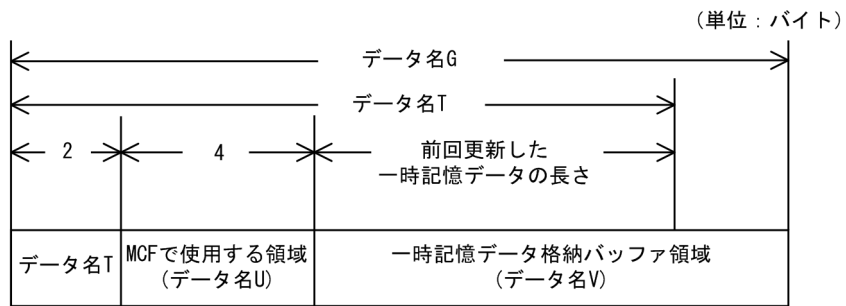 (単位：バイト)
データ名G
データ名T
2
4
前回更新した
一時記憶データの長さ
データ名T
MCFで使用する領域
(データ名U)
一時記憶データ格納バッファ領域
(データ名V)